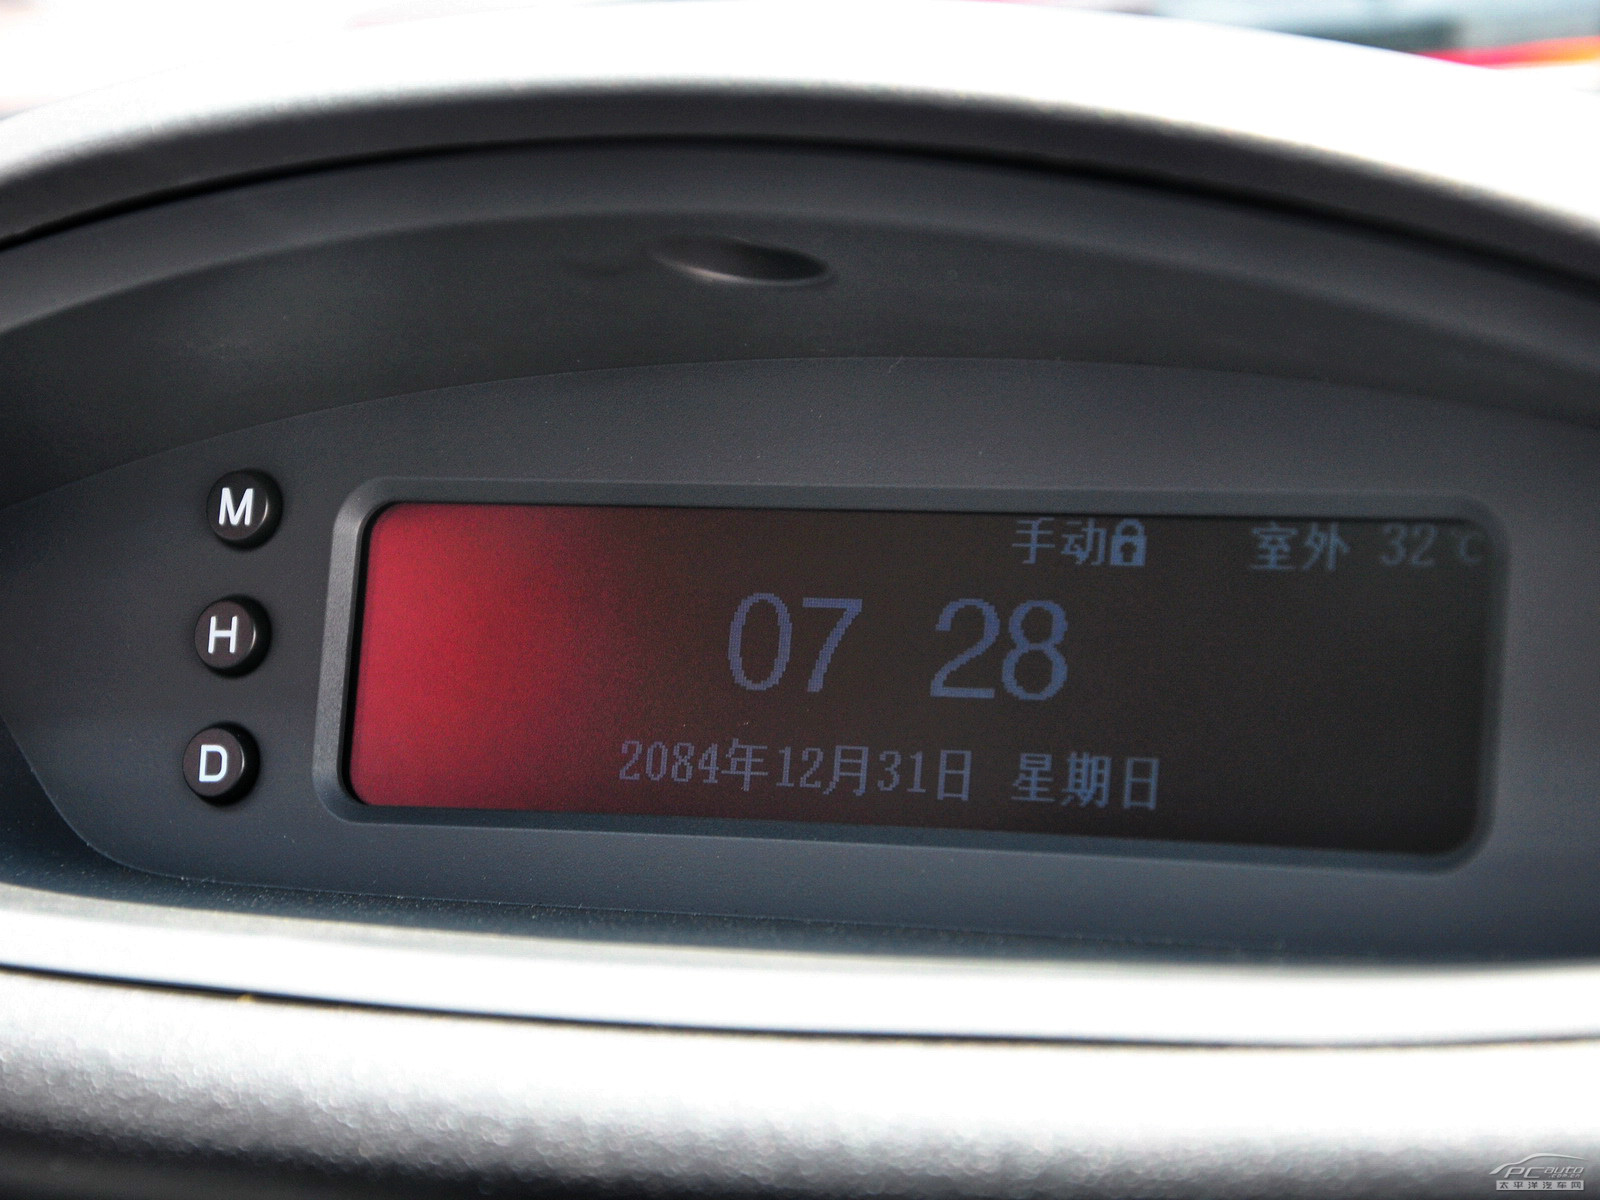 M
手动 室外 32℃
H
07 28
D
2084年12月31日 星期日
PCauto
太平洋汽车网